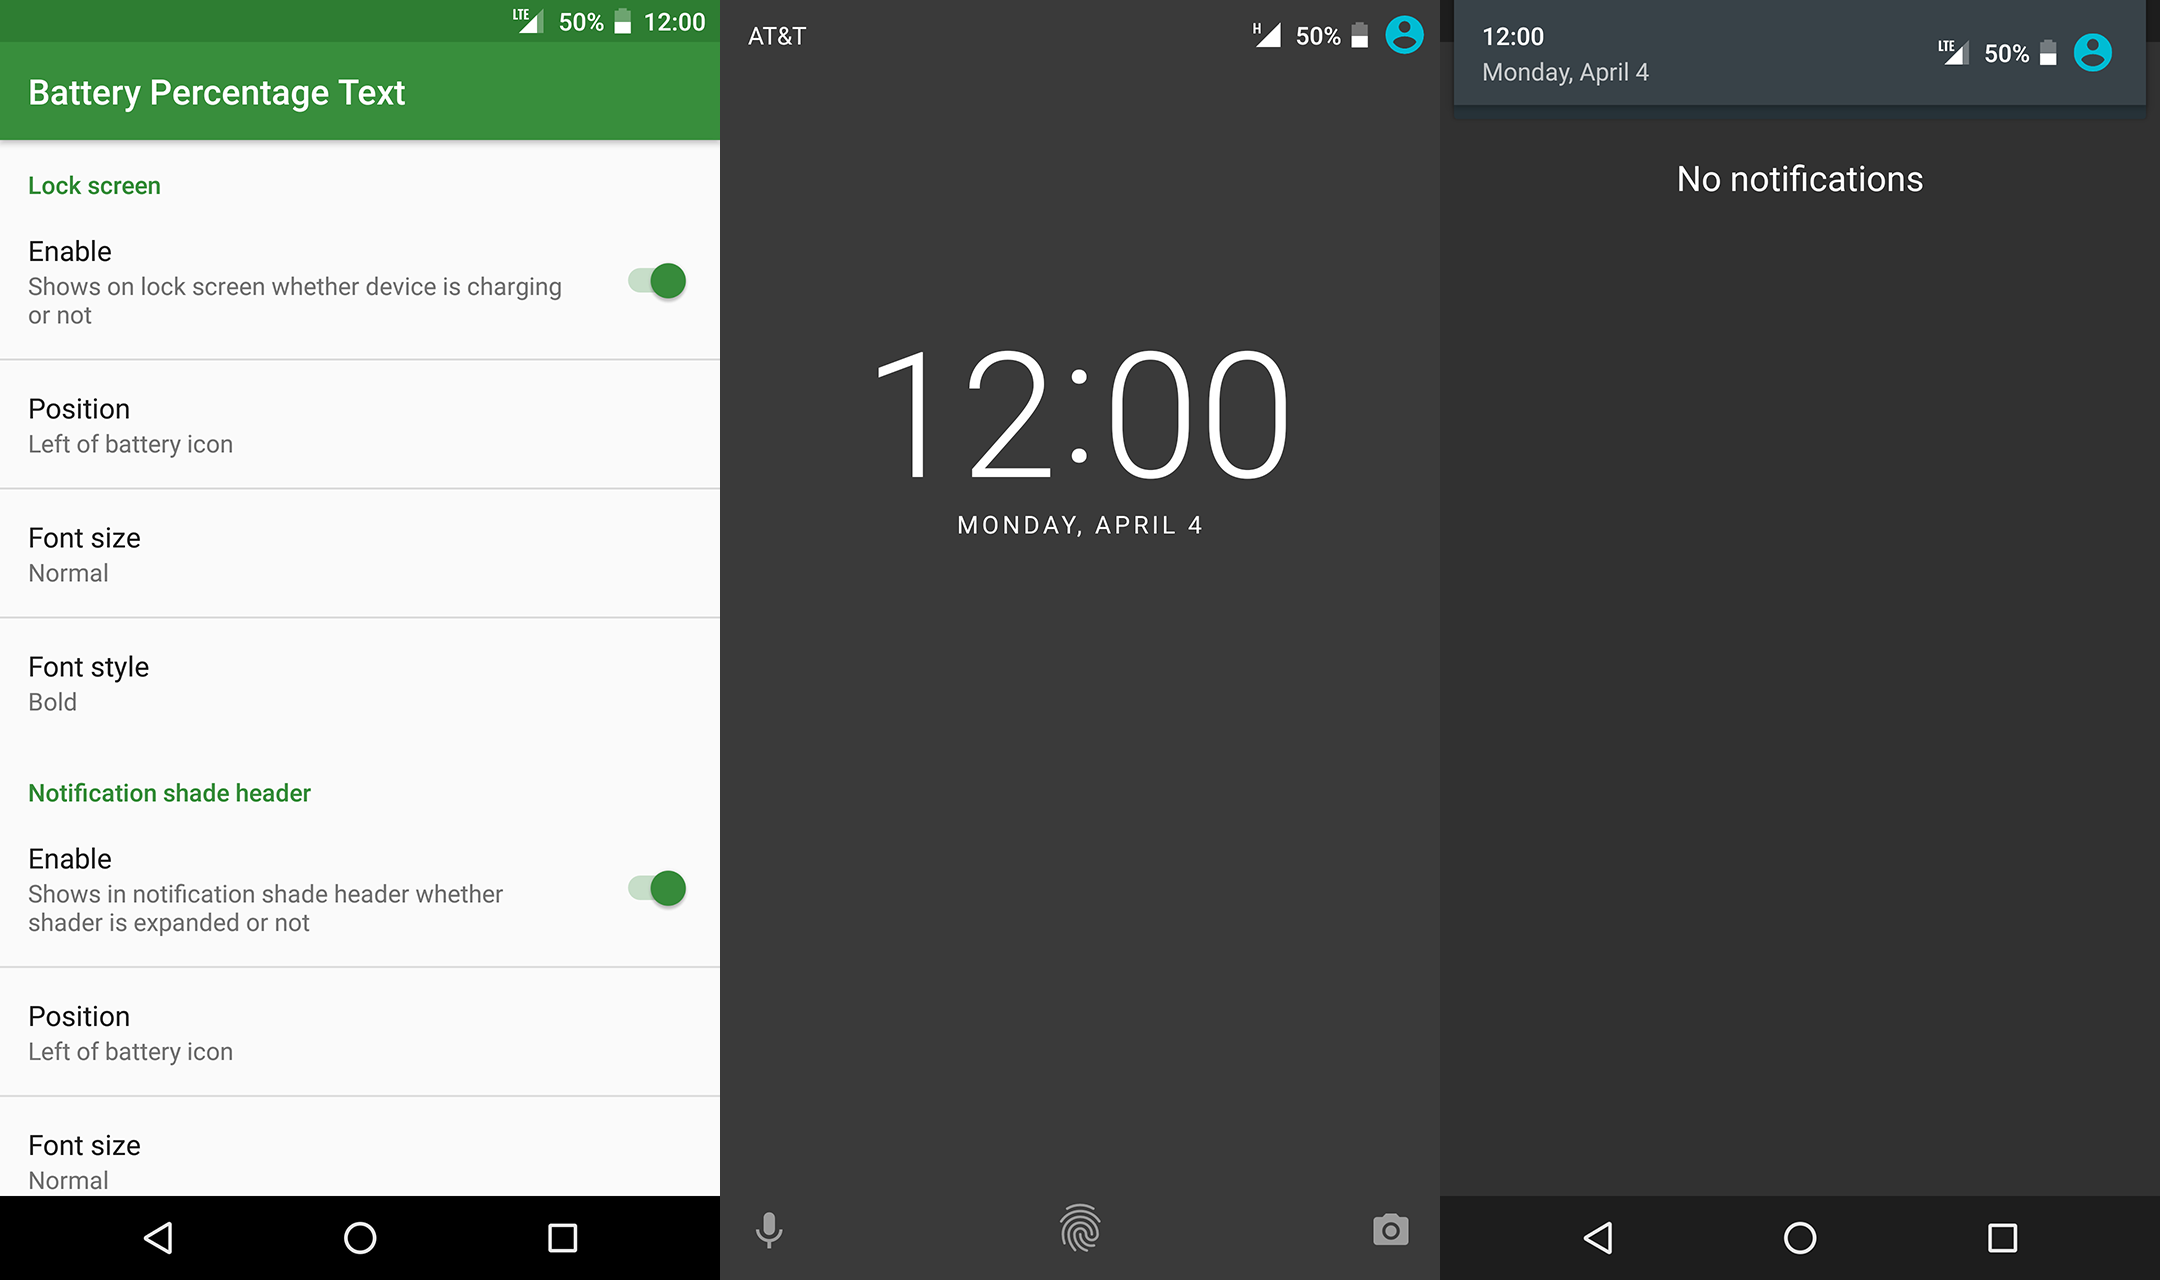 LTE 50% 12:00
Battery Percentage Text
Lock screen
Enable
Shows on lock screen whether device is charging
or not
Position
Left of battery icon
Font size
Normal
Font style
Bold
Notification shade header
Enable
Shows in notification shade header whether
shader is expanded or not
Position
Left of battery icon
Font size
Normal
AT&T H 50%
12:00
MONDAY, APRIL 4
12:00
Monday, April 4
LTE 50%
No notifications